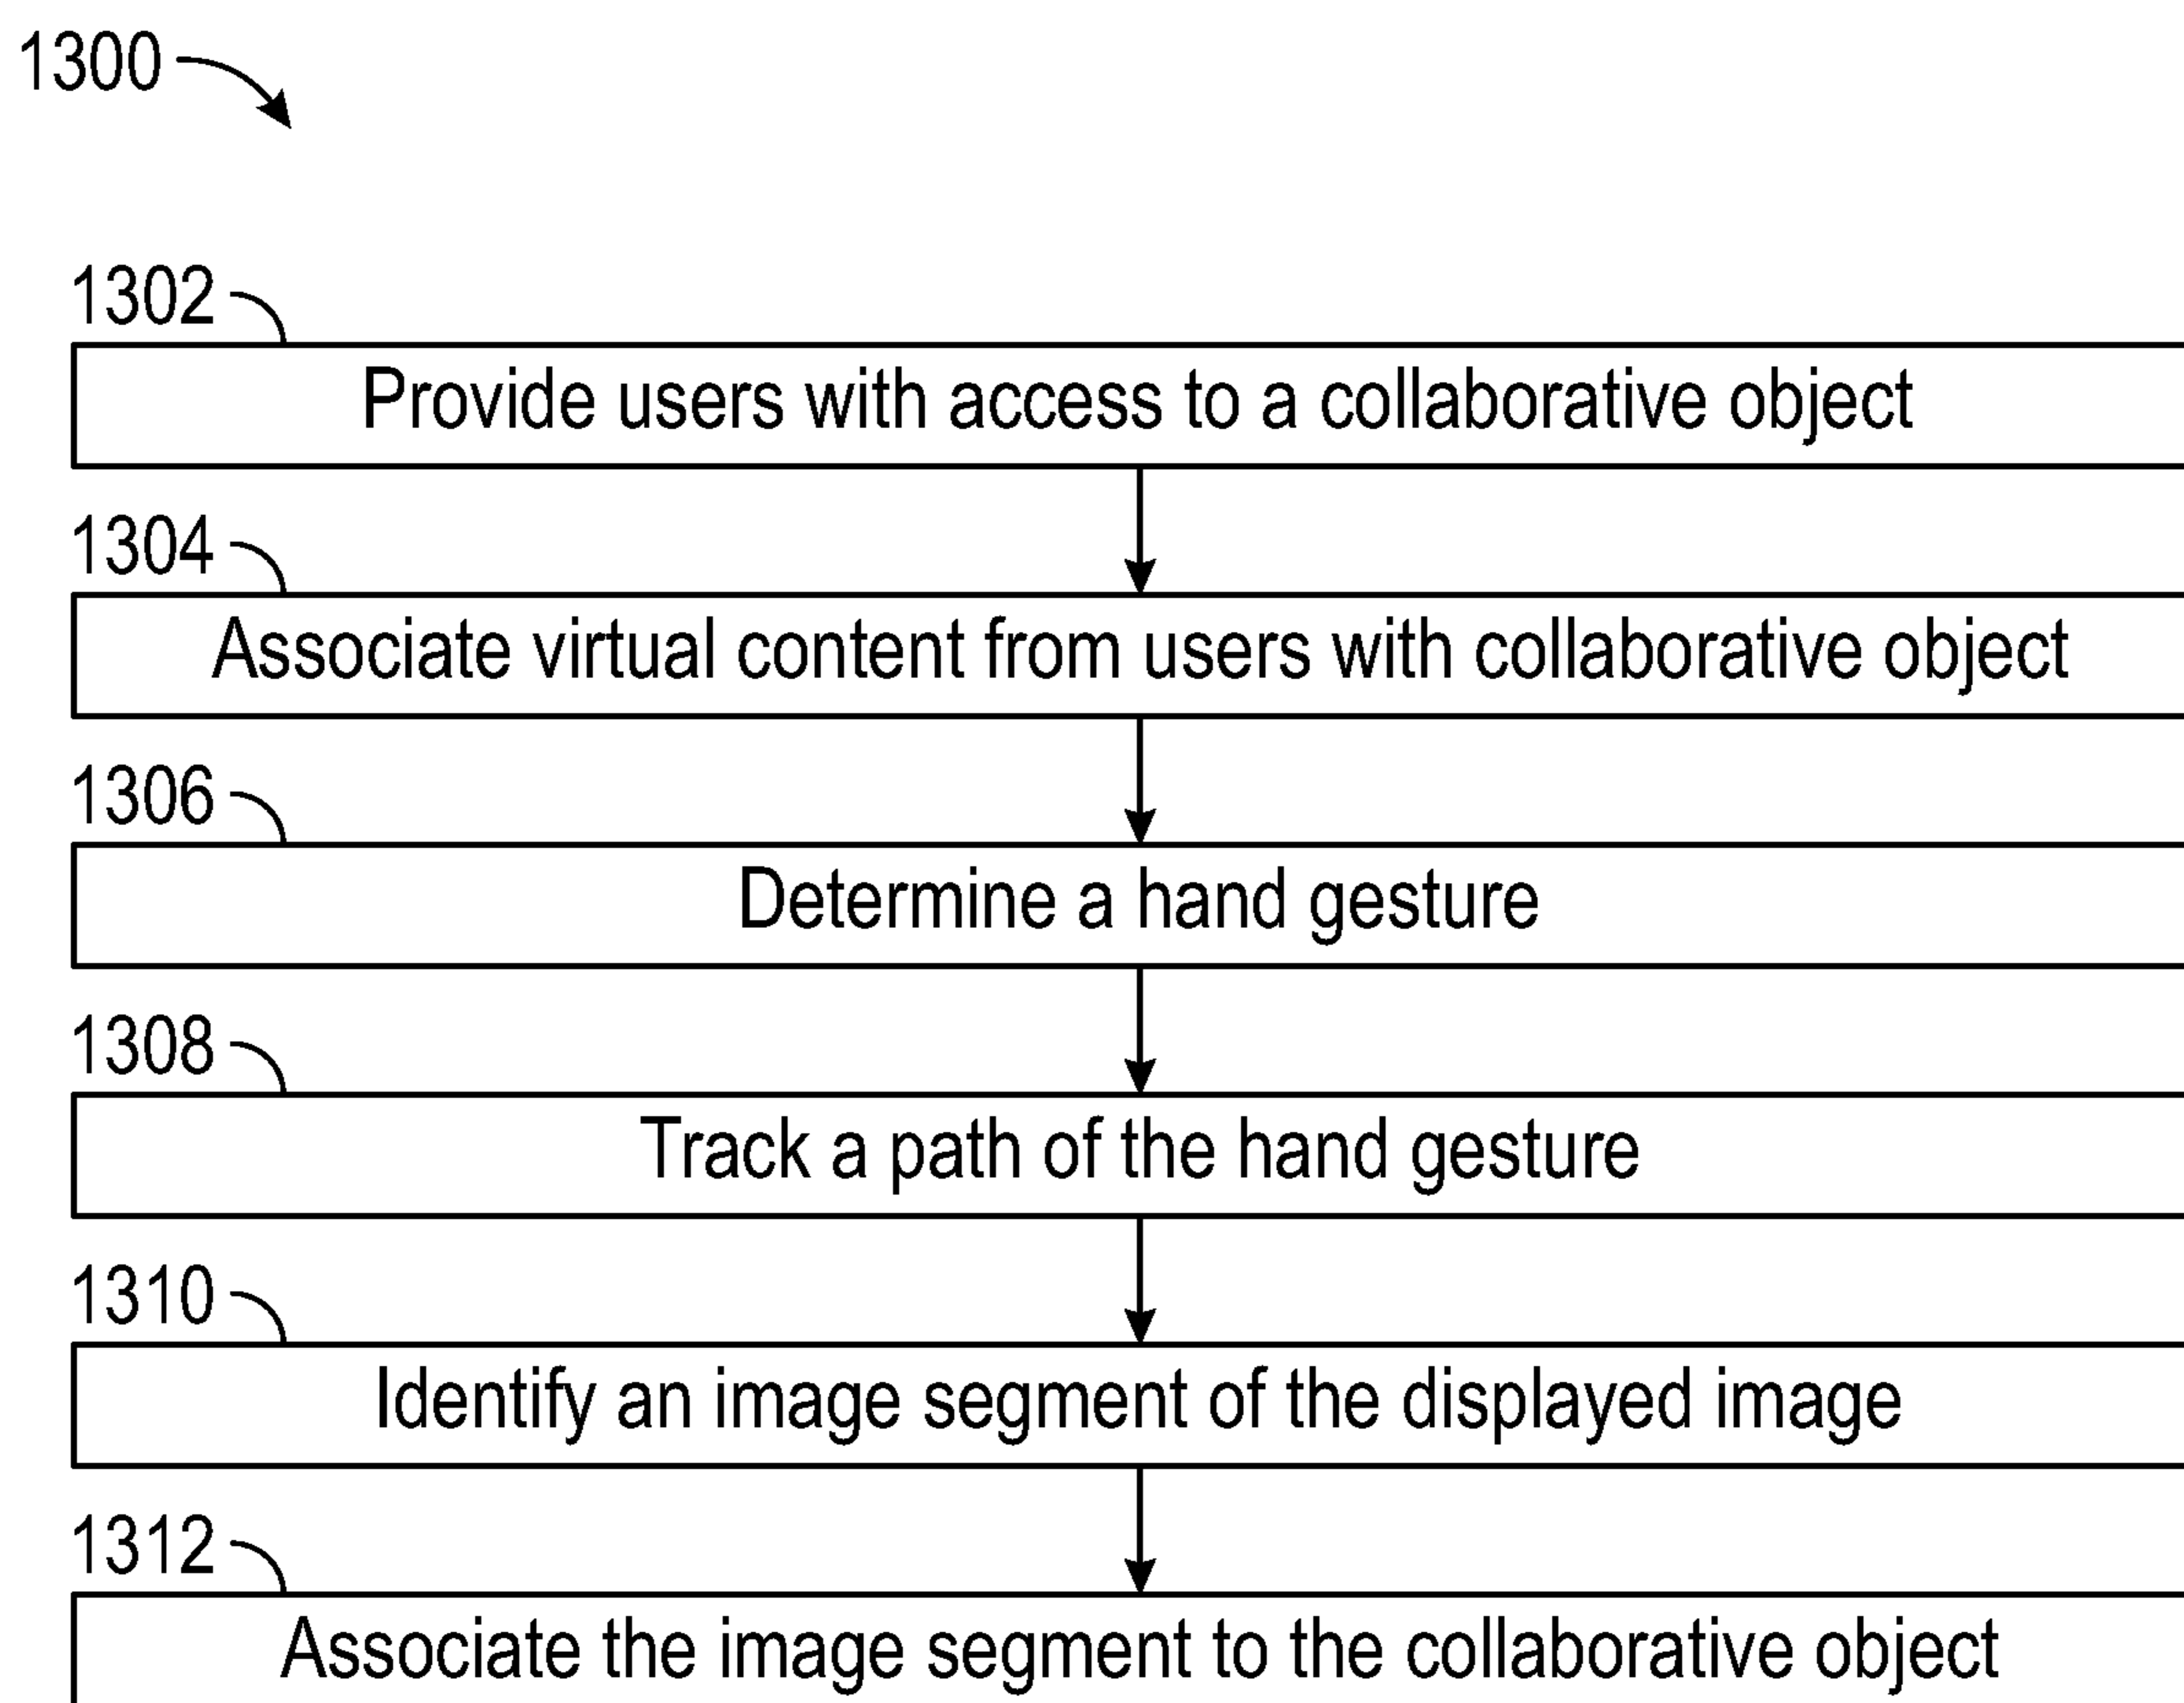 1300
1302
Provide users with access to a collaborative object
1304
Associate virtual content from users with collaborative object
1306
Determine a hand gesture
1308
Track a path of the hand gesture
1310
Identify an image segment of the displayed image
1312
Associate the image segment to the collaborative object